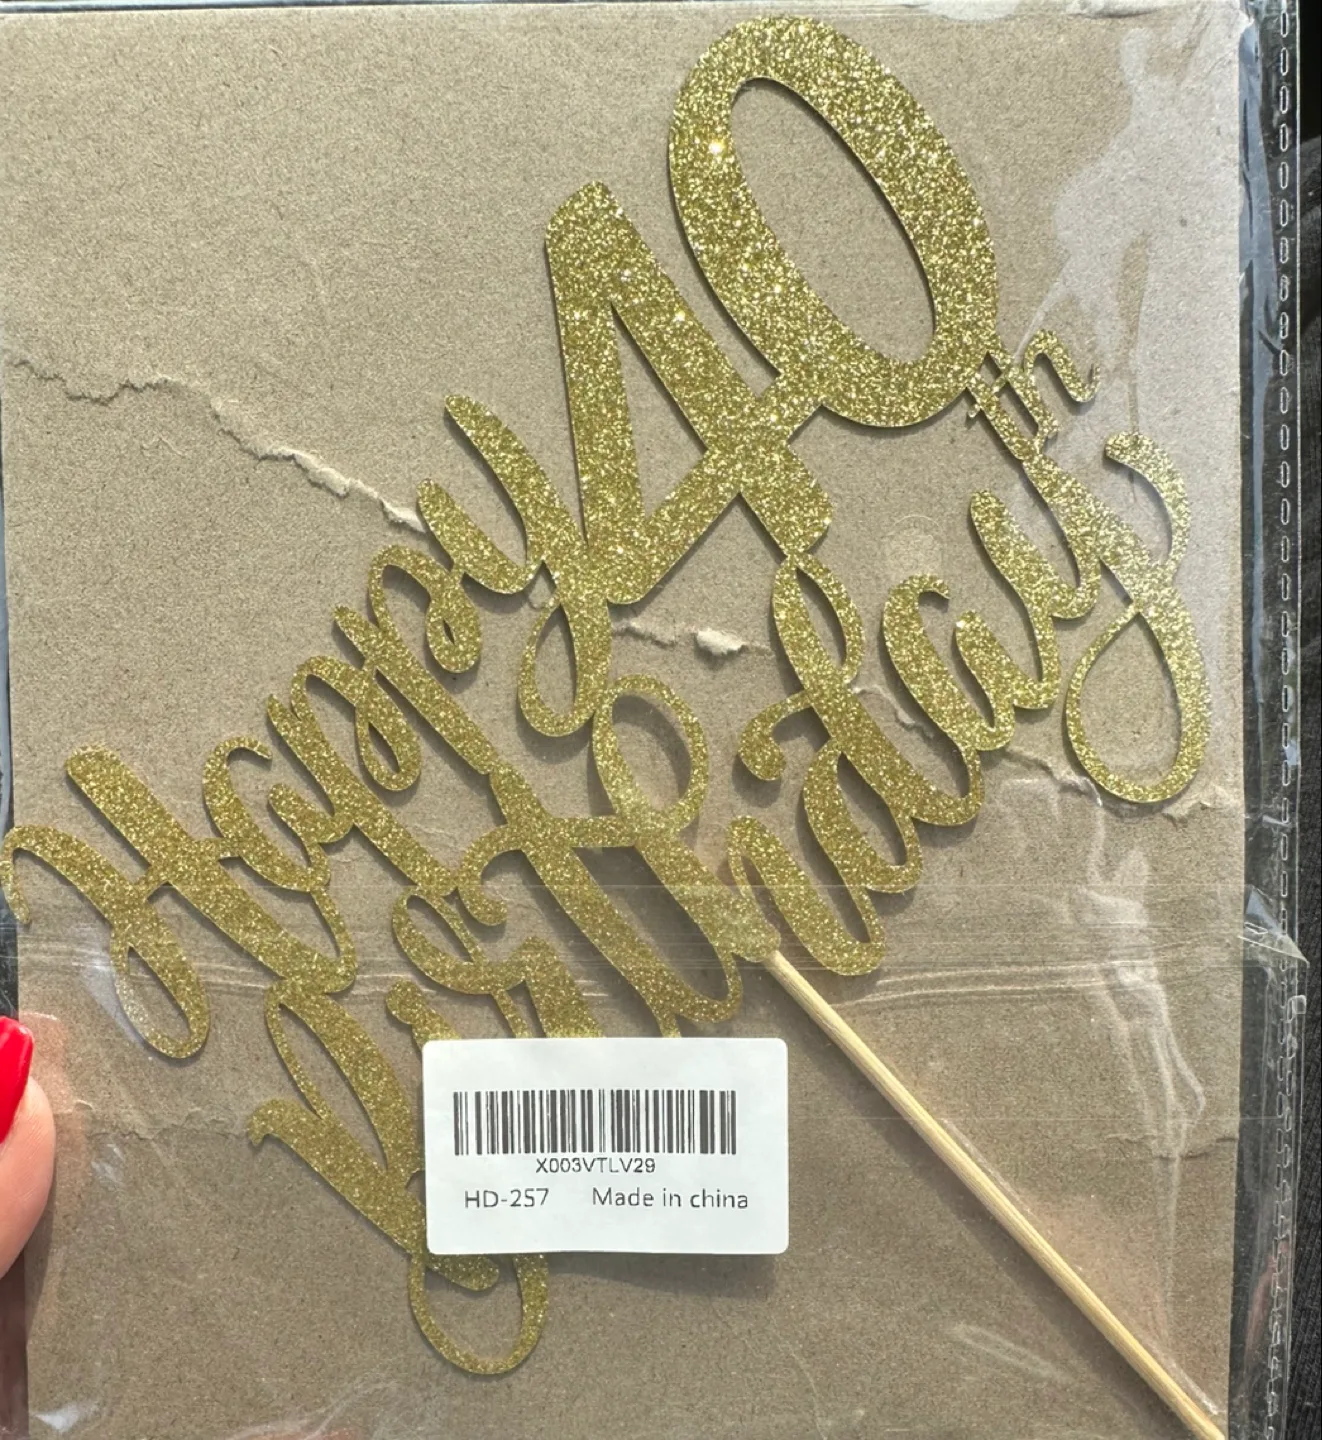 Happy 40th
birthday
X003VTLV29
HD-257 Made in china